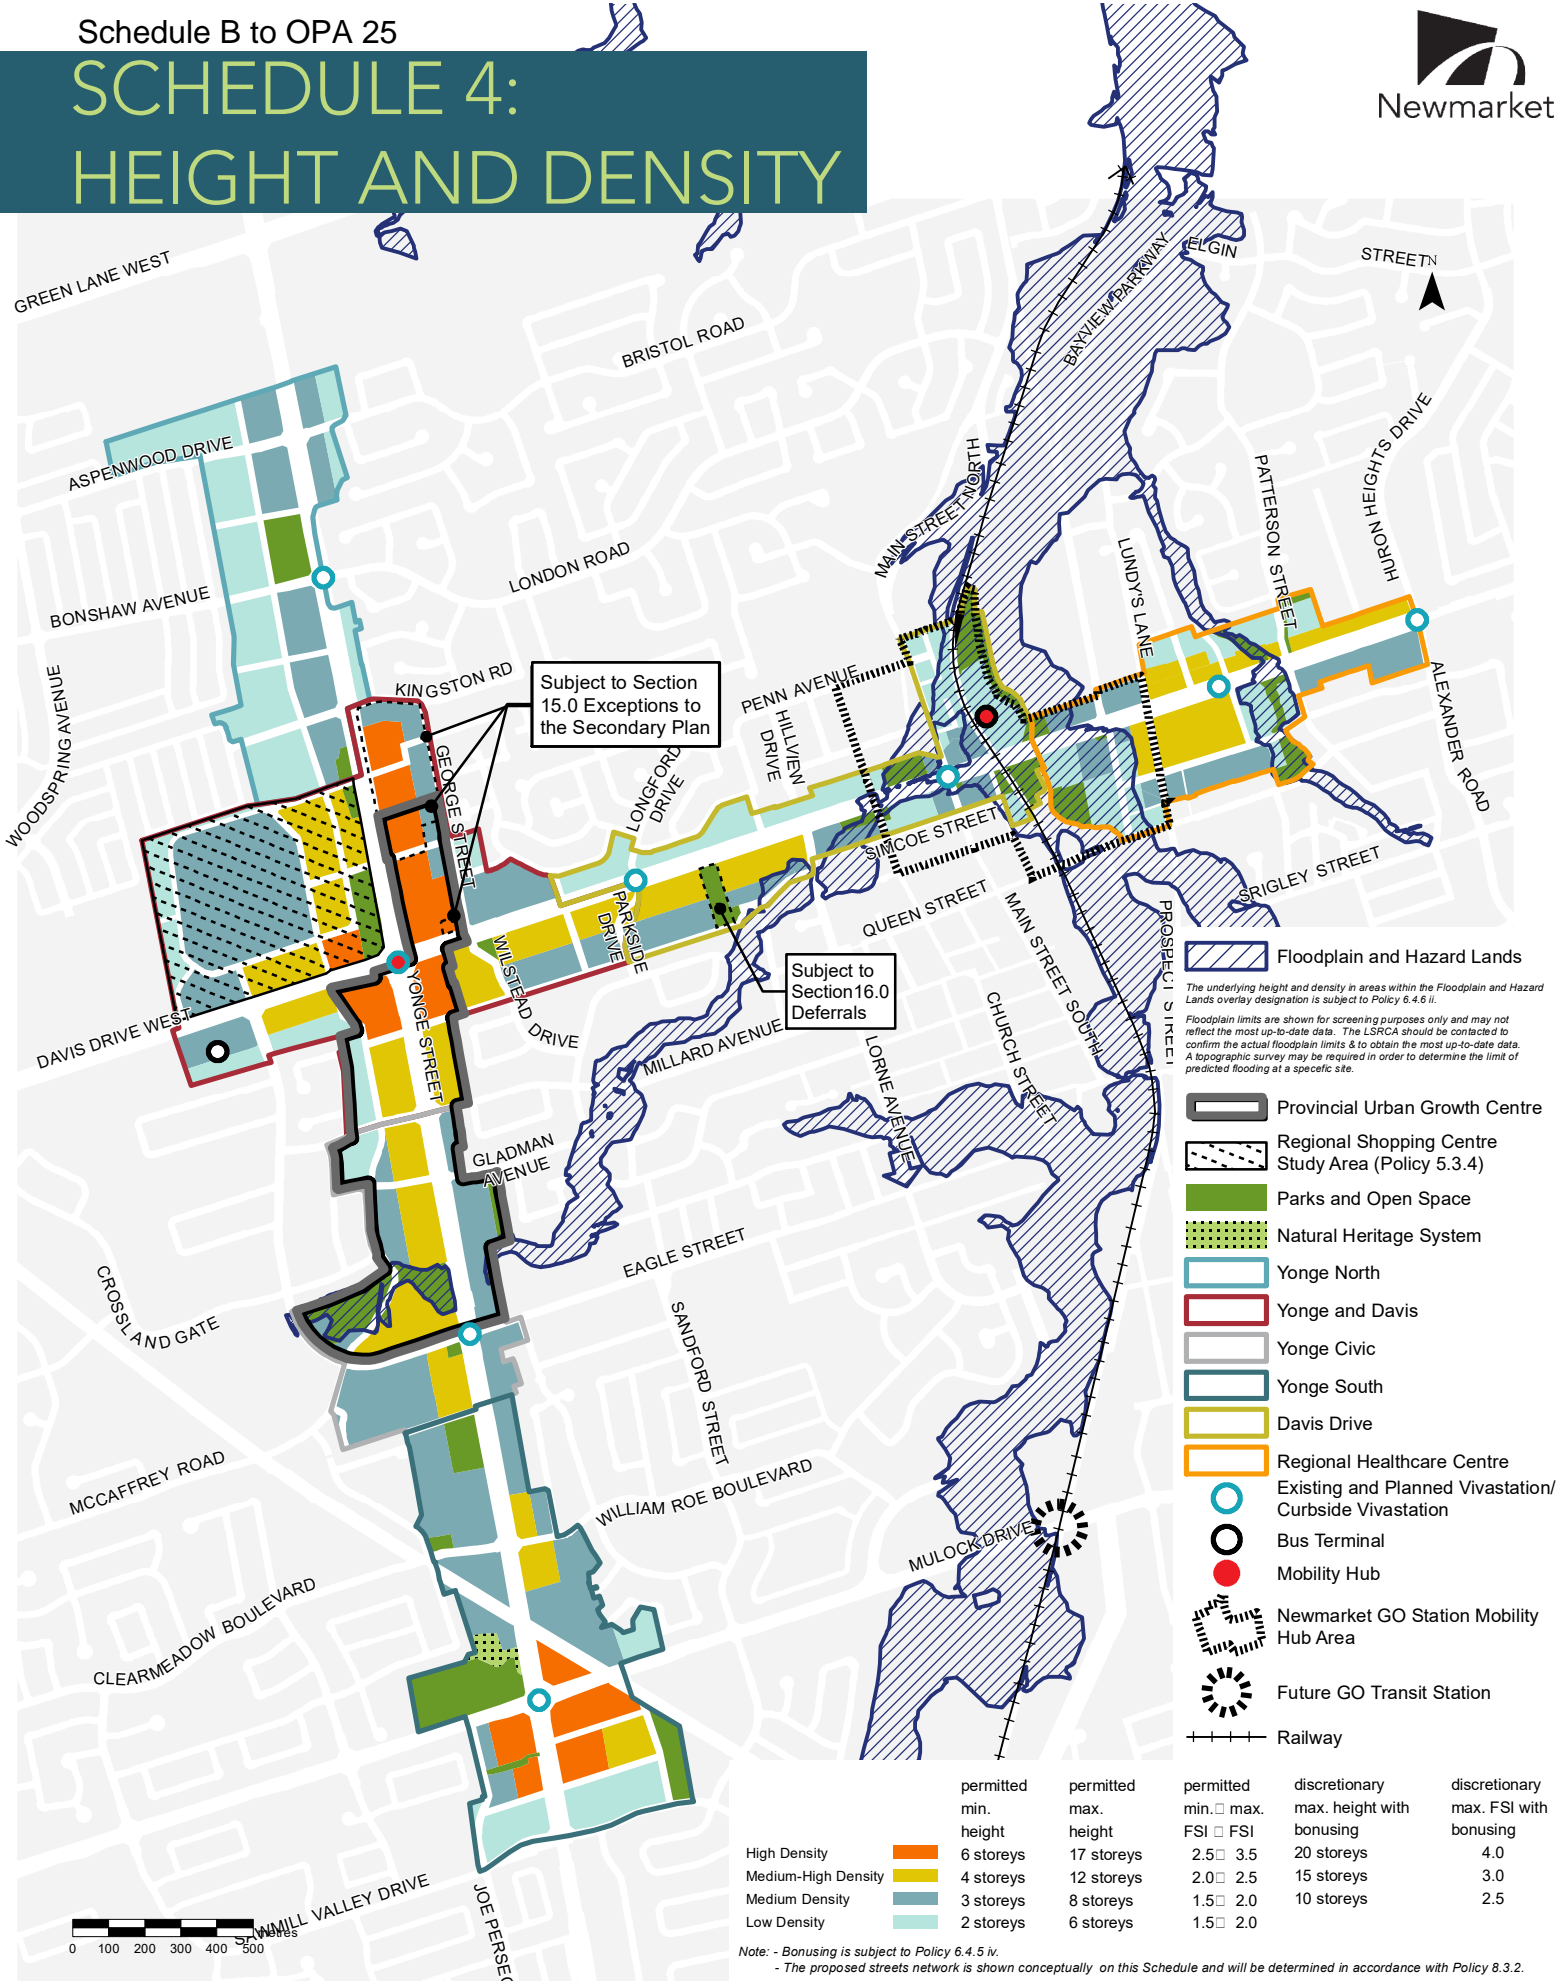 Schedule B to OPA 25
SCHEDULE 4:
HEIGHT AND DENSITY
Newmarket
GREEN LANE WEST
BRISTOL ROAD
BAYVIEW PARKWAY
ELGIN
STREET
N
ASPENWOOD DRIVE
MAIN STREET NORTH
LUNDY'S LANE
PATTERSON STREET
HURON HEIGHTS DRIVE
BONSHAW AVENUE
LONDON ROAD
WOODSPRING AVENUE
KINGSTON RD
Subject to Section
15.0 Exceptions to
the Secondary Plan
GEORGE STREET
PENN AVENUE
HILLVIEW
DRIVE
LONGFORD
DRIVE
ALEXANDER ROAD
SIMCOE STREET
QUEEN STREET
SRIGLEY STREET
PARKSIDE
DRIVE
WILSTEAD DRIVE
MAIN STREET SOUTH
PROSPECT STREET
Subject to
Section16.0
Deferrals
DAVIS DRIVE WEST
YONGE STREET
MILLARD AVENUE
LORNE AVENUE
CHURCH STREET
GLADMAN
AVENUE
EAGLE STREET
CROSSLAND GATE
SANDFORD STREET
MCCAFFREY ROAD
WILLIAM ROE BOULEVARD
MULOCK DRIVE
CLEARMEADOW BOULEVARD
SAWMILL VALLEY DRIVE
JOE PERSEC
Floodplain and Hazard Lands
The underlying height and density in areas within the Floodplain and Hazard
Lands overlay designation is subject to Policy 6.4.6 ii.
Floodplain limits are shown for screening purposes only and may not
reflect the most up-to-date data. The LSRCA should be contacted to
confirm the actual floodplain limits & to obtain the most up-to-date data.
A topographic survey may be required in order to determine the limit of
predicted flooding at a specefic site.
Provincial Urban Growth Centre
Regional Shopping Centre
Study Area (Policy 5.3.4)
Parks and Open Space
Natural Heritage System
Yonge North
Yonge and Davis
Yonge Civic
Yonge South
Davis Drive
Regional Healthcare Centre
Existing and Planned Vivastation/
Curbside Vivastation
Bus Terminal
Mobility Hub
Newmarket GO Station Mobility
Hub Area
Future GO Transit Station
Railway
permitted permitted permitted discretionary discretionary
min. max. min.□ max. max. height with max. FSI with
height height FSI □ FSI bonusing bonusing
High Density 6 storeys 17 storeys 2.5□ 3.5 20 storeys 4.0
Medium-High Density 4 storeys 12 storeys 2.0□ 2.5 15 storeys 3.0
Medium Density 3 storeys 8 storeys 1.5□ 2.0 10 storeys 2.5
Low Density 2 storeys 6 storeys 1.5□ 2.0
Note: - Bonusing is subject to Policy 6.4.5 iv.
- The proposed streets network is shown conceptually on this Schedule and will be determined in accordance with Policy 8.3.2.
metres
0 100 200 300 400 500